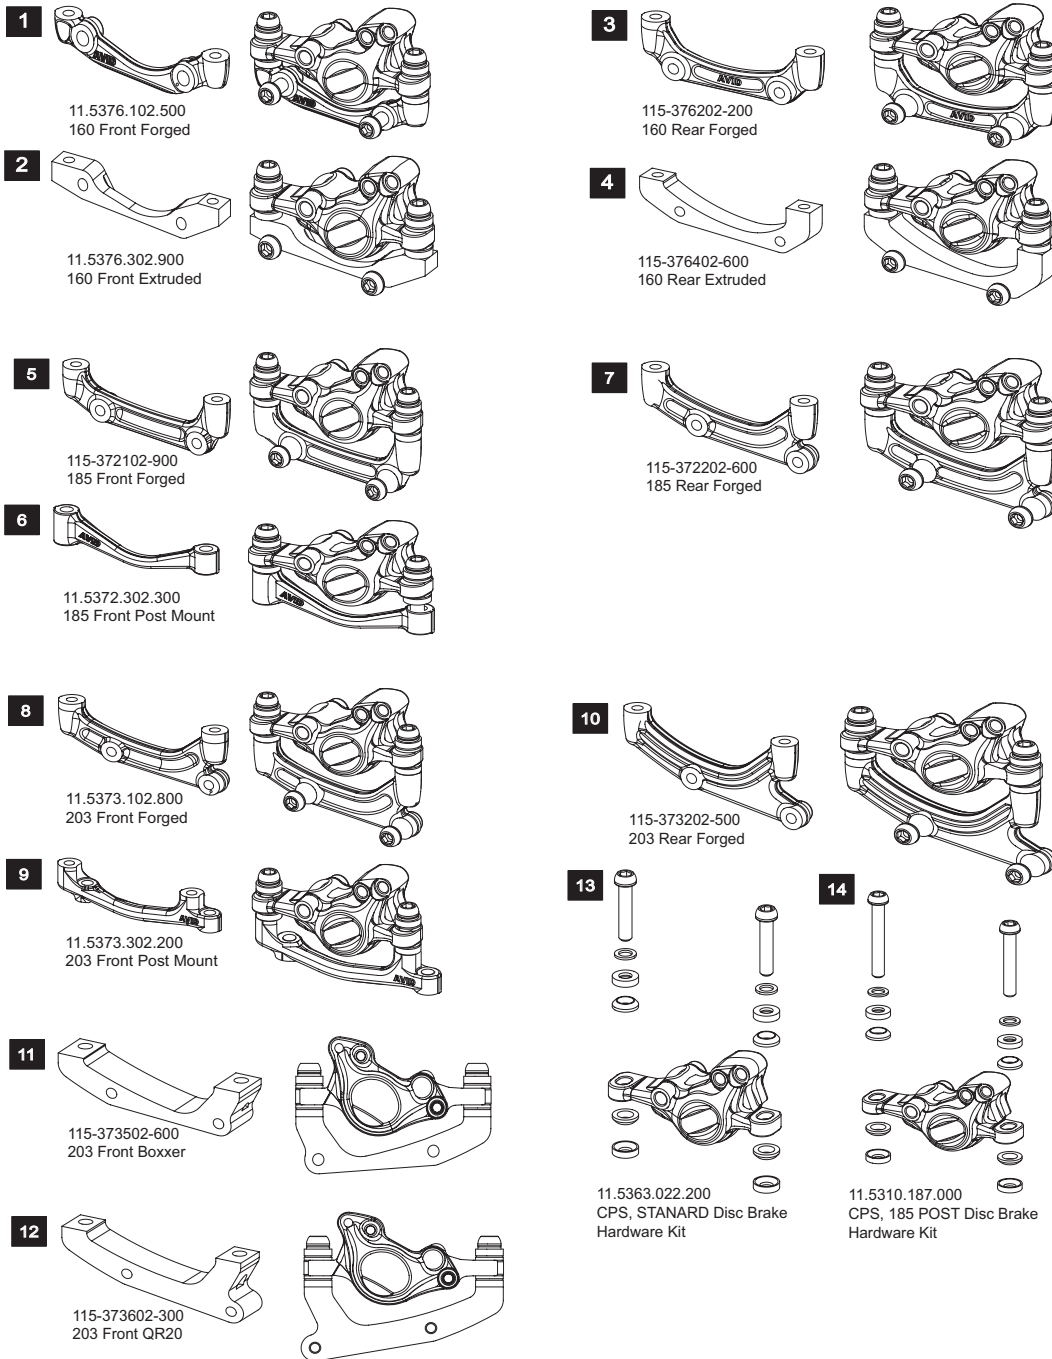 1
AVID
AVID
11.5376.102.500
160 Front Forged
2
11.5376.302.900
160 Front Extruded
3
AVID
AVID
115-376202-200
160 Rear Forged
4
115-376402-600
160 Rear Extruded
5
115-372102-900
185 Front Forged
6
AVID
AVID
11.5372.302.300
185 Front Post Mount
7
115-372202-600
185 Rear Forged
8
11.5373.102.800
203 Front Forged
9
AVID
AVID
11.5373.302.200
203 Front Post Mount
10
115-373202-500
203 Rear Forged
11
115-373502-600
203 Front Boxxer
12
115-373602-300
203 Front QR20
13
11.5363.022.200
CPS, STANARD Disc Brake
Hardware Kit
14
11.5310.187.000
CPS, 185 POST Disc Brake
Hardware Kit